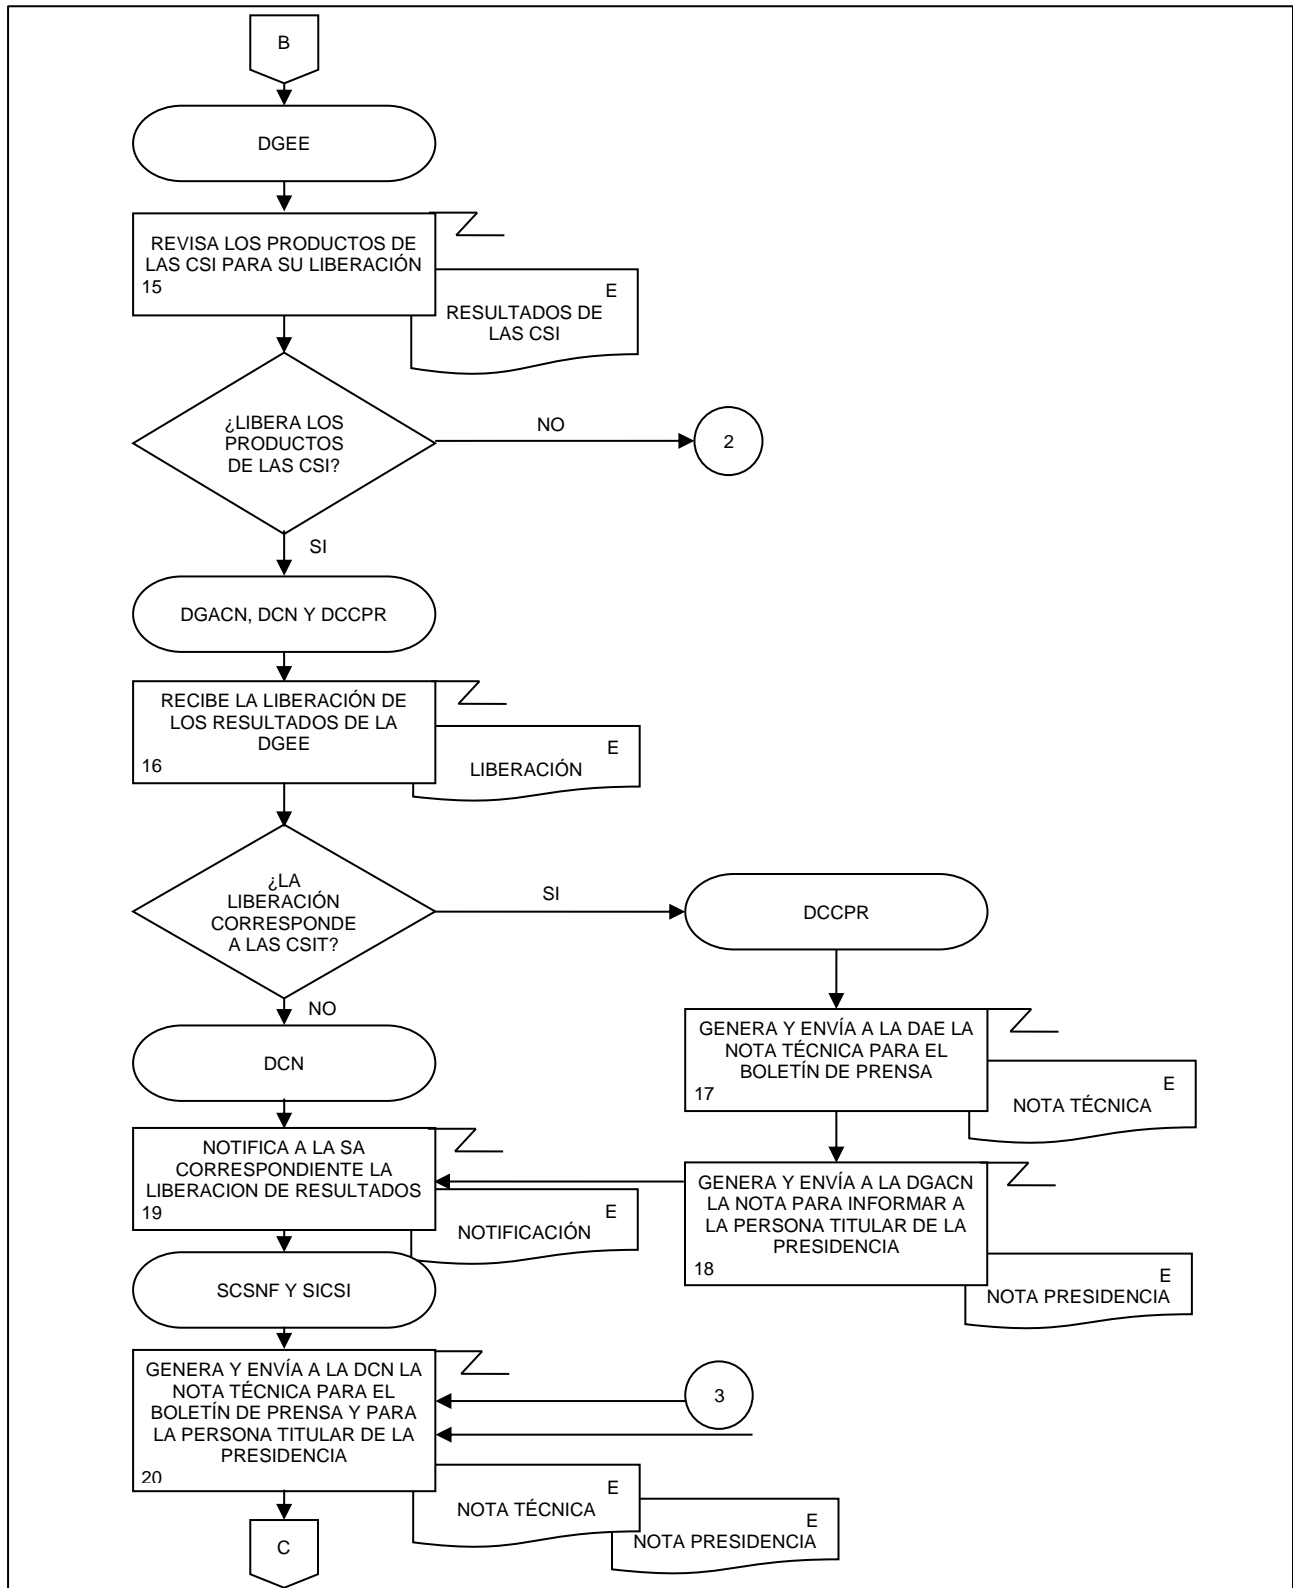 B
DGEE
REVISA LOS PRODUCTOS DE
LAS CSI PARA SU LIBERACIÓN
15
E
RESULTADOS DE
LAS CSI
¿LIBERA LOS
PRODUCTOS
DE LAS CSI?
NO
2
SI
DGACN, DCN Y DCCPR
RECIBE LA LIBERACIÓN DE
LOS RESULTADOS DE LA
DGEE
16
E
LIBERACIÓN
¿LA
LIBERACIÓN
CORRESPONDE
A LAS CSIT?
SI
DCCPR
NO
GENERA Y ENVÍA A LA DAE LA
NOTA TÉCNICA PARA EL
BOLETÍN DE PRENSA
17
E
NOTA TÉCNICA
DCN
NOTIFICA A LA SA
CORRESPONDIENTE LA
LIBERACION DE RESULTADOS
19
E
NOTIFICACIÓN
GENERA Y ENVÍA A LA DGACN
LA NOTA PARA INFORMAR A
LA PERSONA TITULAR DE LA
PRESIDENCIA
18
E
NOTA PRESIDENCIA
SCSNF Y SICSI
GENERA Y ENVÍA A LA DCN LA
NOTA TÉCNICA PARA EL
BOLETÍN DE PRENSA Y PARA
LA PERSONA TITULAR DE LA
PRESIDENCIA
20
3
E
NOTA TÉCNICA
E
NOTA PRESIDENCIA
C